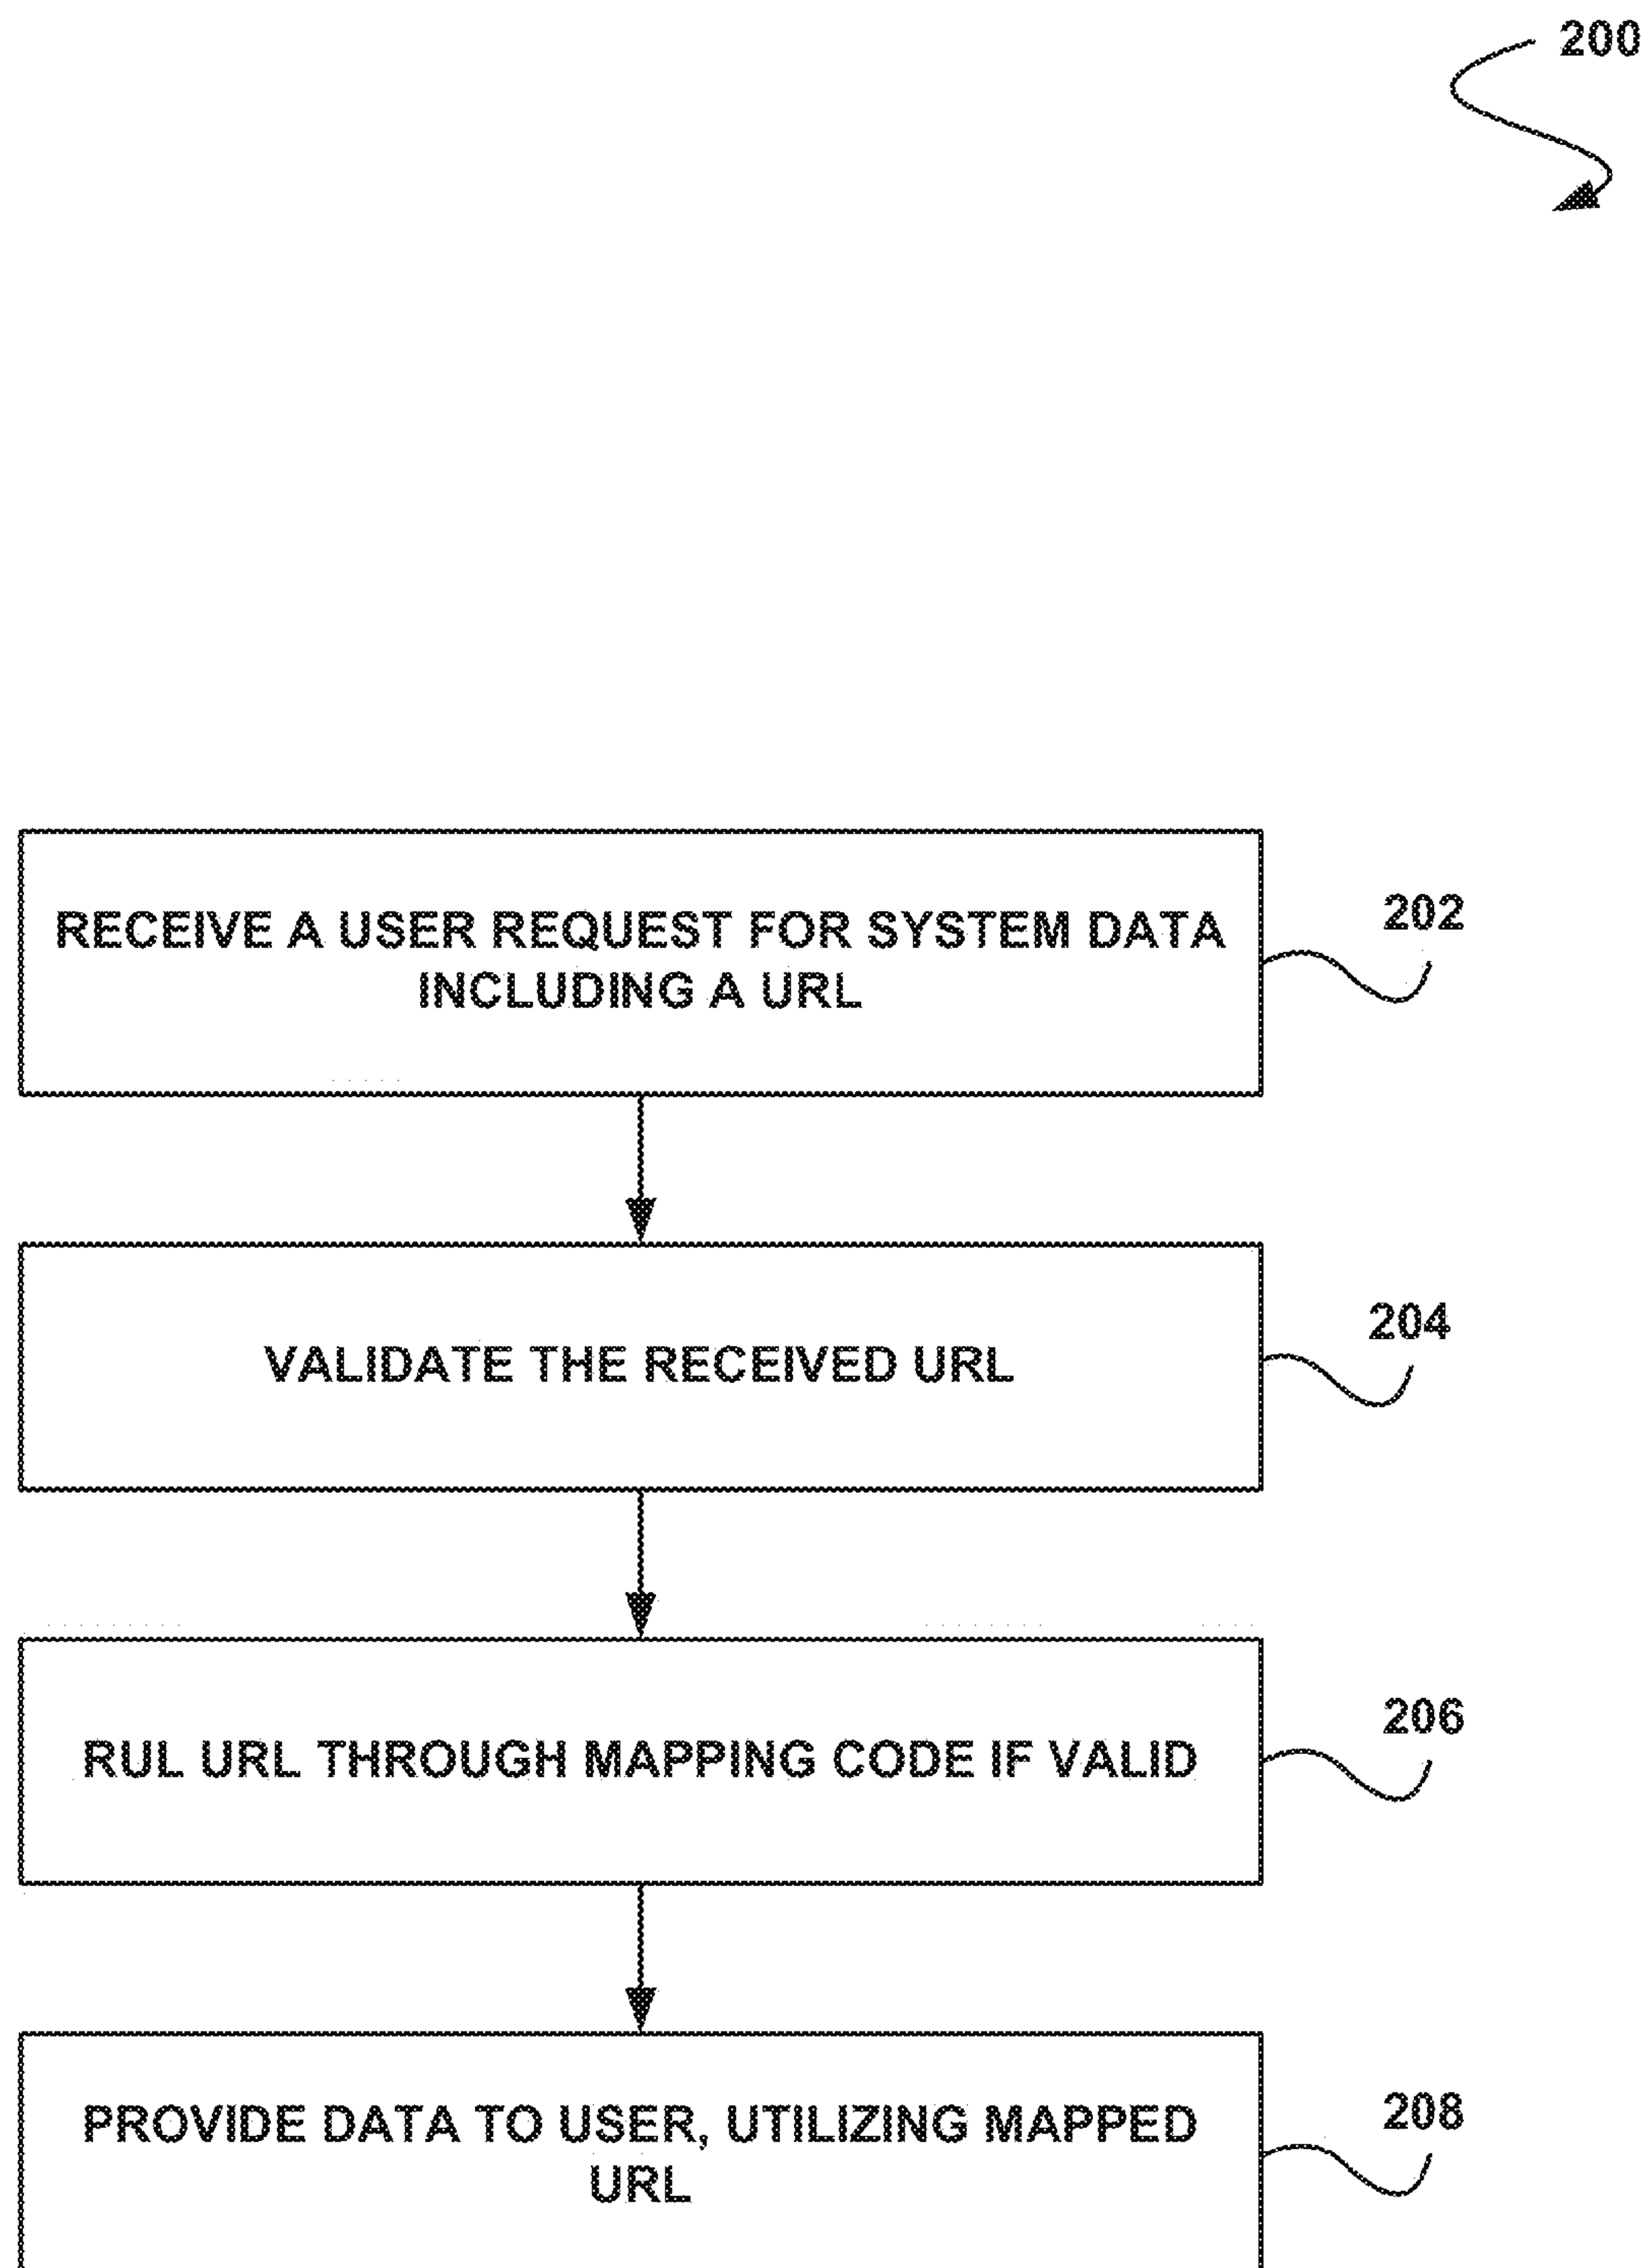 200
RECEIVE A USER REQUEST FOR SYSTEM DATA
INCLUDING A URL
202
VALIDATE THE RECEIVED URL
204
RUL URL THROUGH MAPPING CODE IF VALID
206
PROVIDE DATA TO USER, UTILIZING MAPPED
URL
208